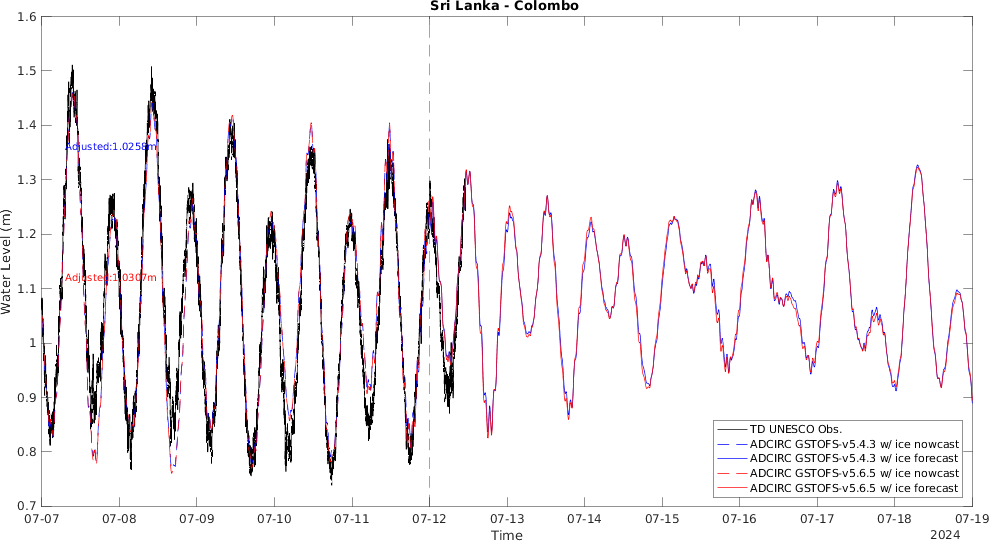 Sri Lanka - Colombo
1.6
1.5
1.4
1.3
1.2
1.1
1
0.9
0.8
0.7
Water Level (m)
Adjusted:1.0258m
Adjusted:1.0307m
TD UNESCO Obs.
ADCIRC GSTOFS-v5.4.3 w/ ice nowcast
ADCIRC GSTOFS-v5.4.3 w/ ice forecast
ADCIRC GSTOFS-v5.6.5 w/ ice nowcast
ADCIRC GSTOFS-v5.6.5 w/ ice forecast
07-07 07-08 07-09 07-10 07-11 07-12 07-13 07-14 07-15 07-16 07-17 07-18 07-19
Time
2024